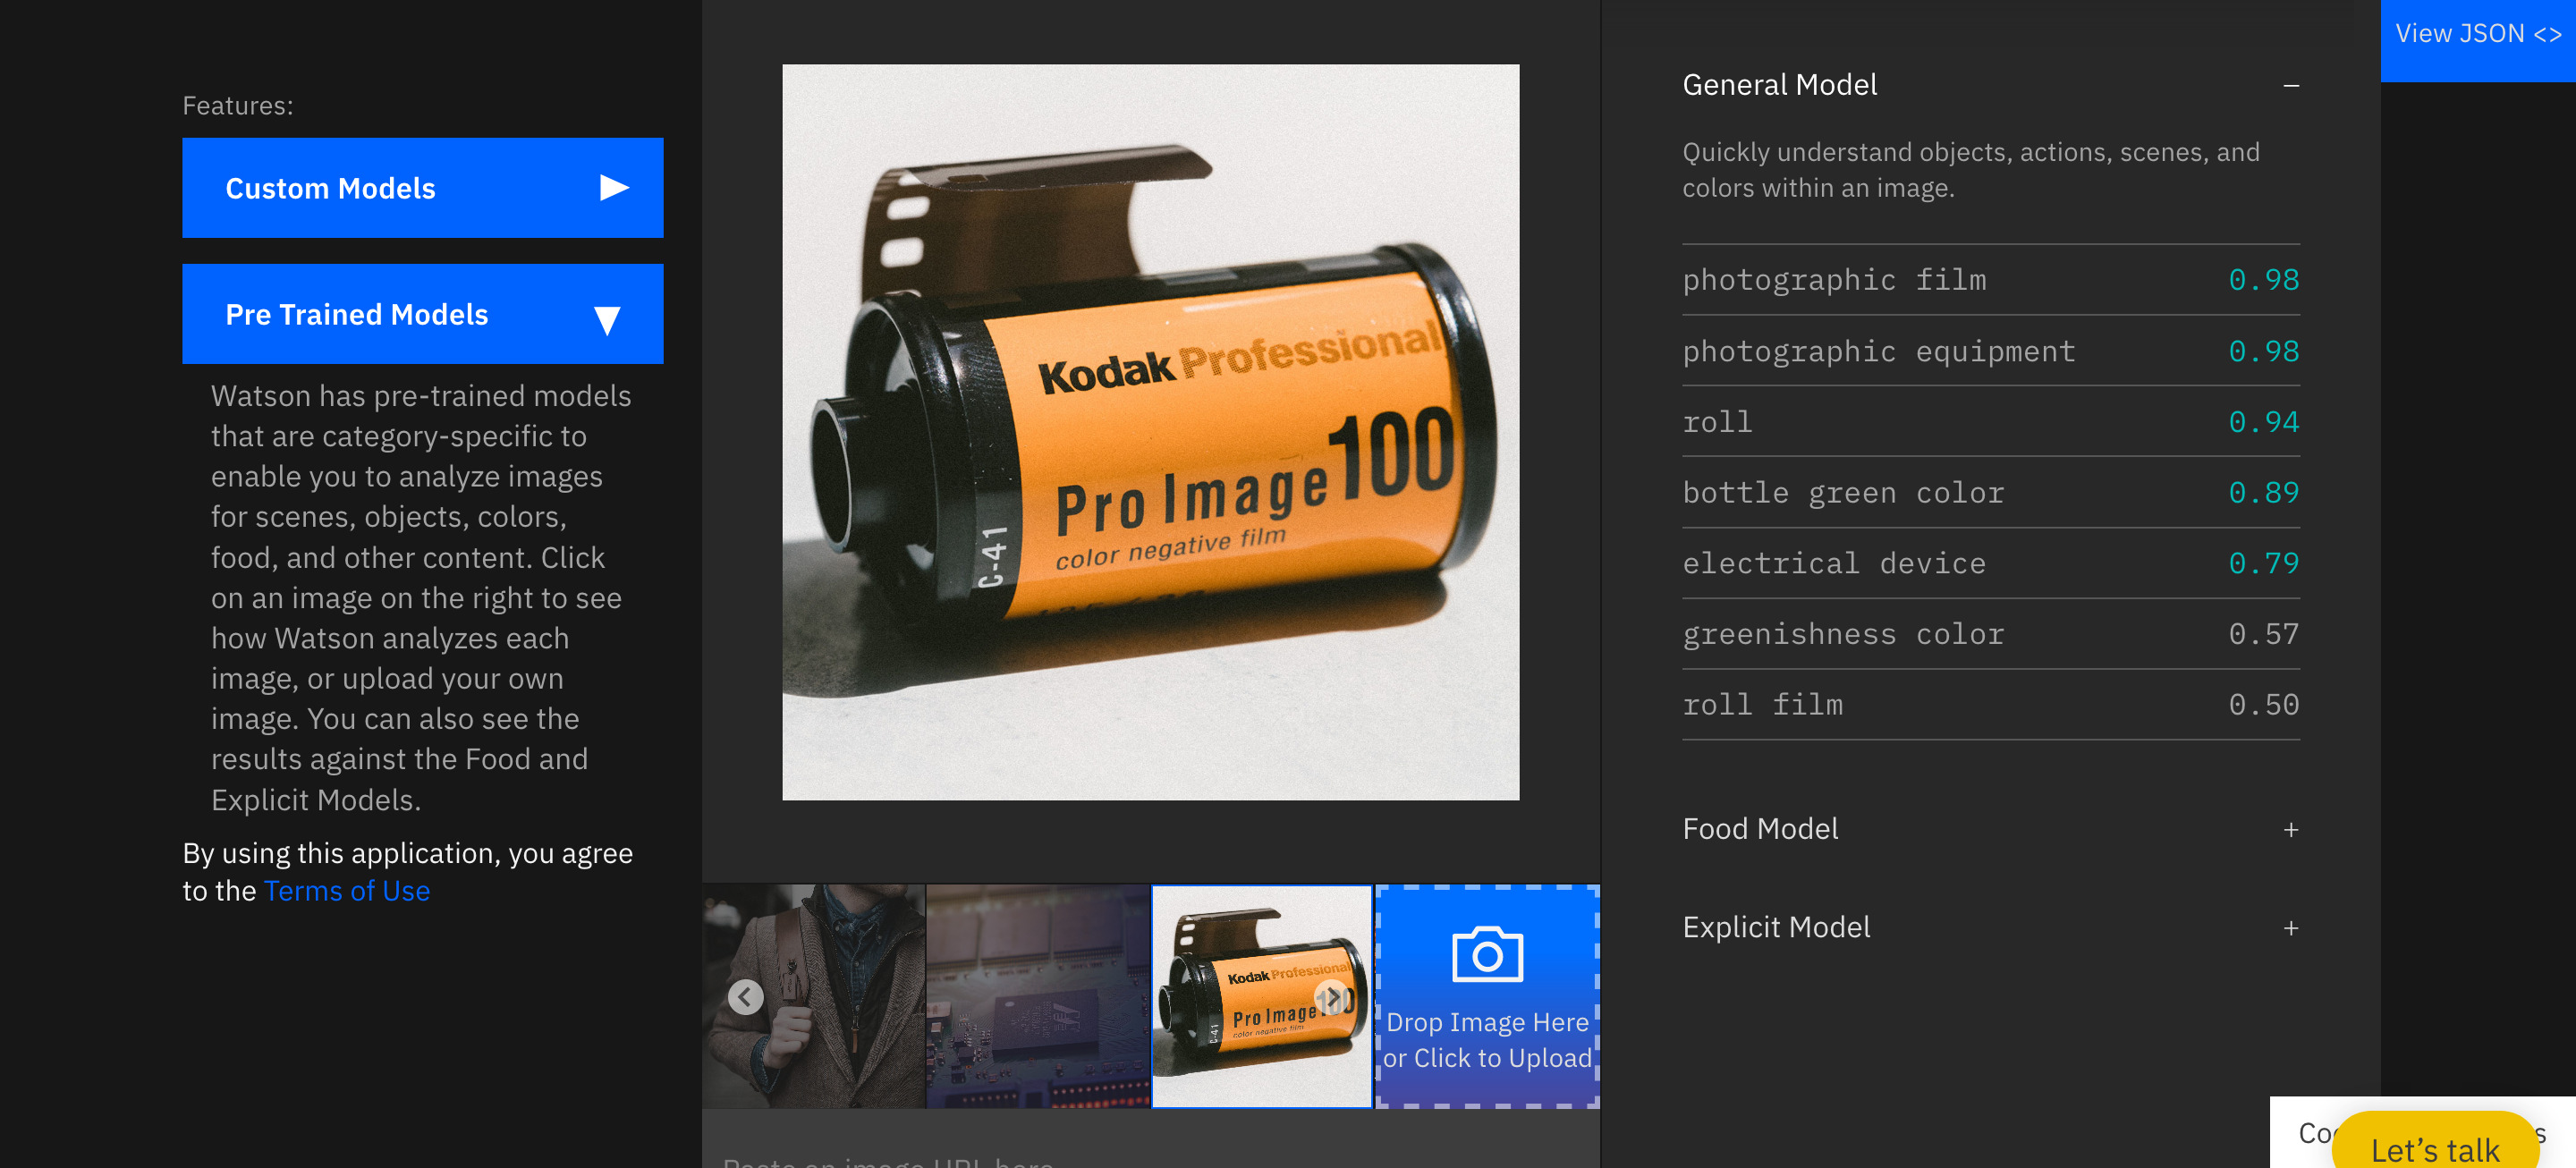 Features:
Custom Models
Pre Trained Models
Watson has pre-trained models
that are category-specific to
enable you to analyze images
for scenes, objects, colors,
food, and other content. Click
on an image on the right to see
how Watson analyzes each
image, or upload your own
image. You can also see the
results against the Food and
Explicit Models.
By using this application, you agree
to the Terms of Use
Kodak Professional
Pro Image 100
color negative film
C-41
Kodak Professional
Pro Image 100
color negative film
C-41
Drop Image Here
or Click to Upload
Paste an image URL here
General Model
Quickly understand objects, actions, scenes, and
colors within an image.
photographic film 0.98
photographic equipment 0.98
roll 0.94
bottle green color 0.89
electrical device 0.79
greenishness color 0.57
roll film 0.50
Food Model
Explicit Model
View JSON <>
Let's talk